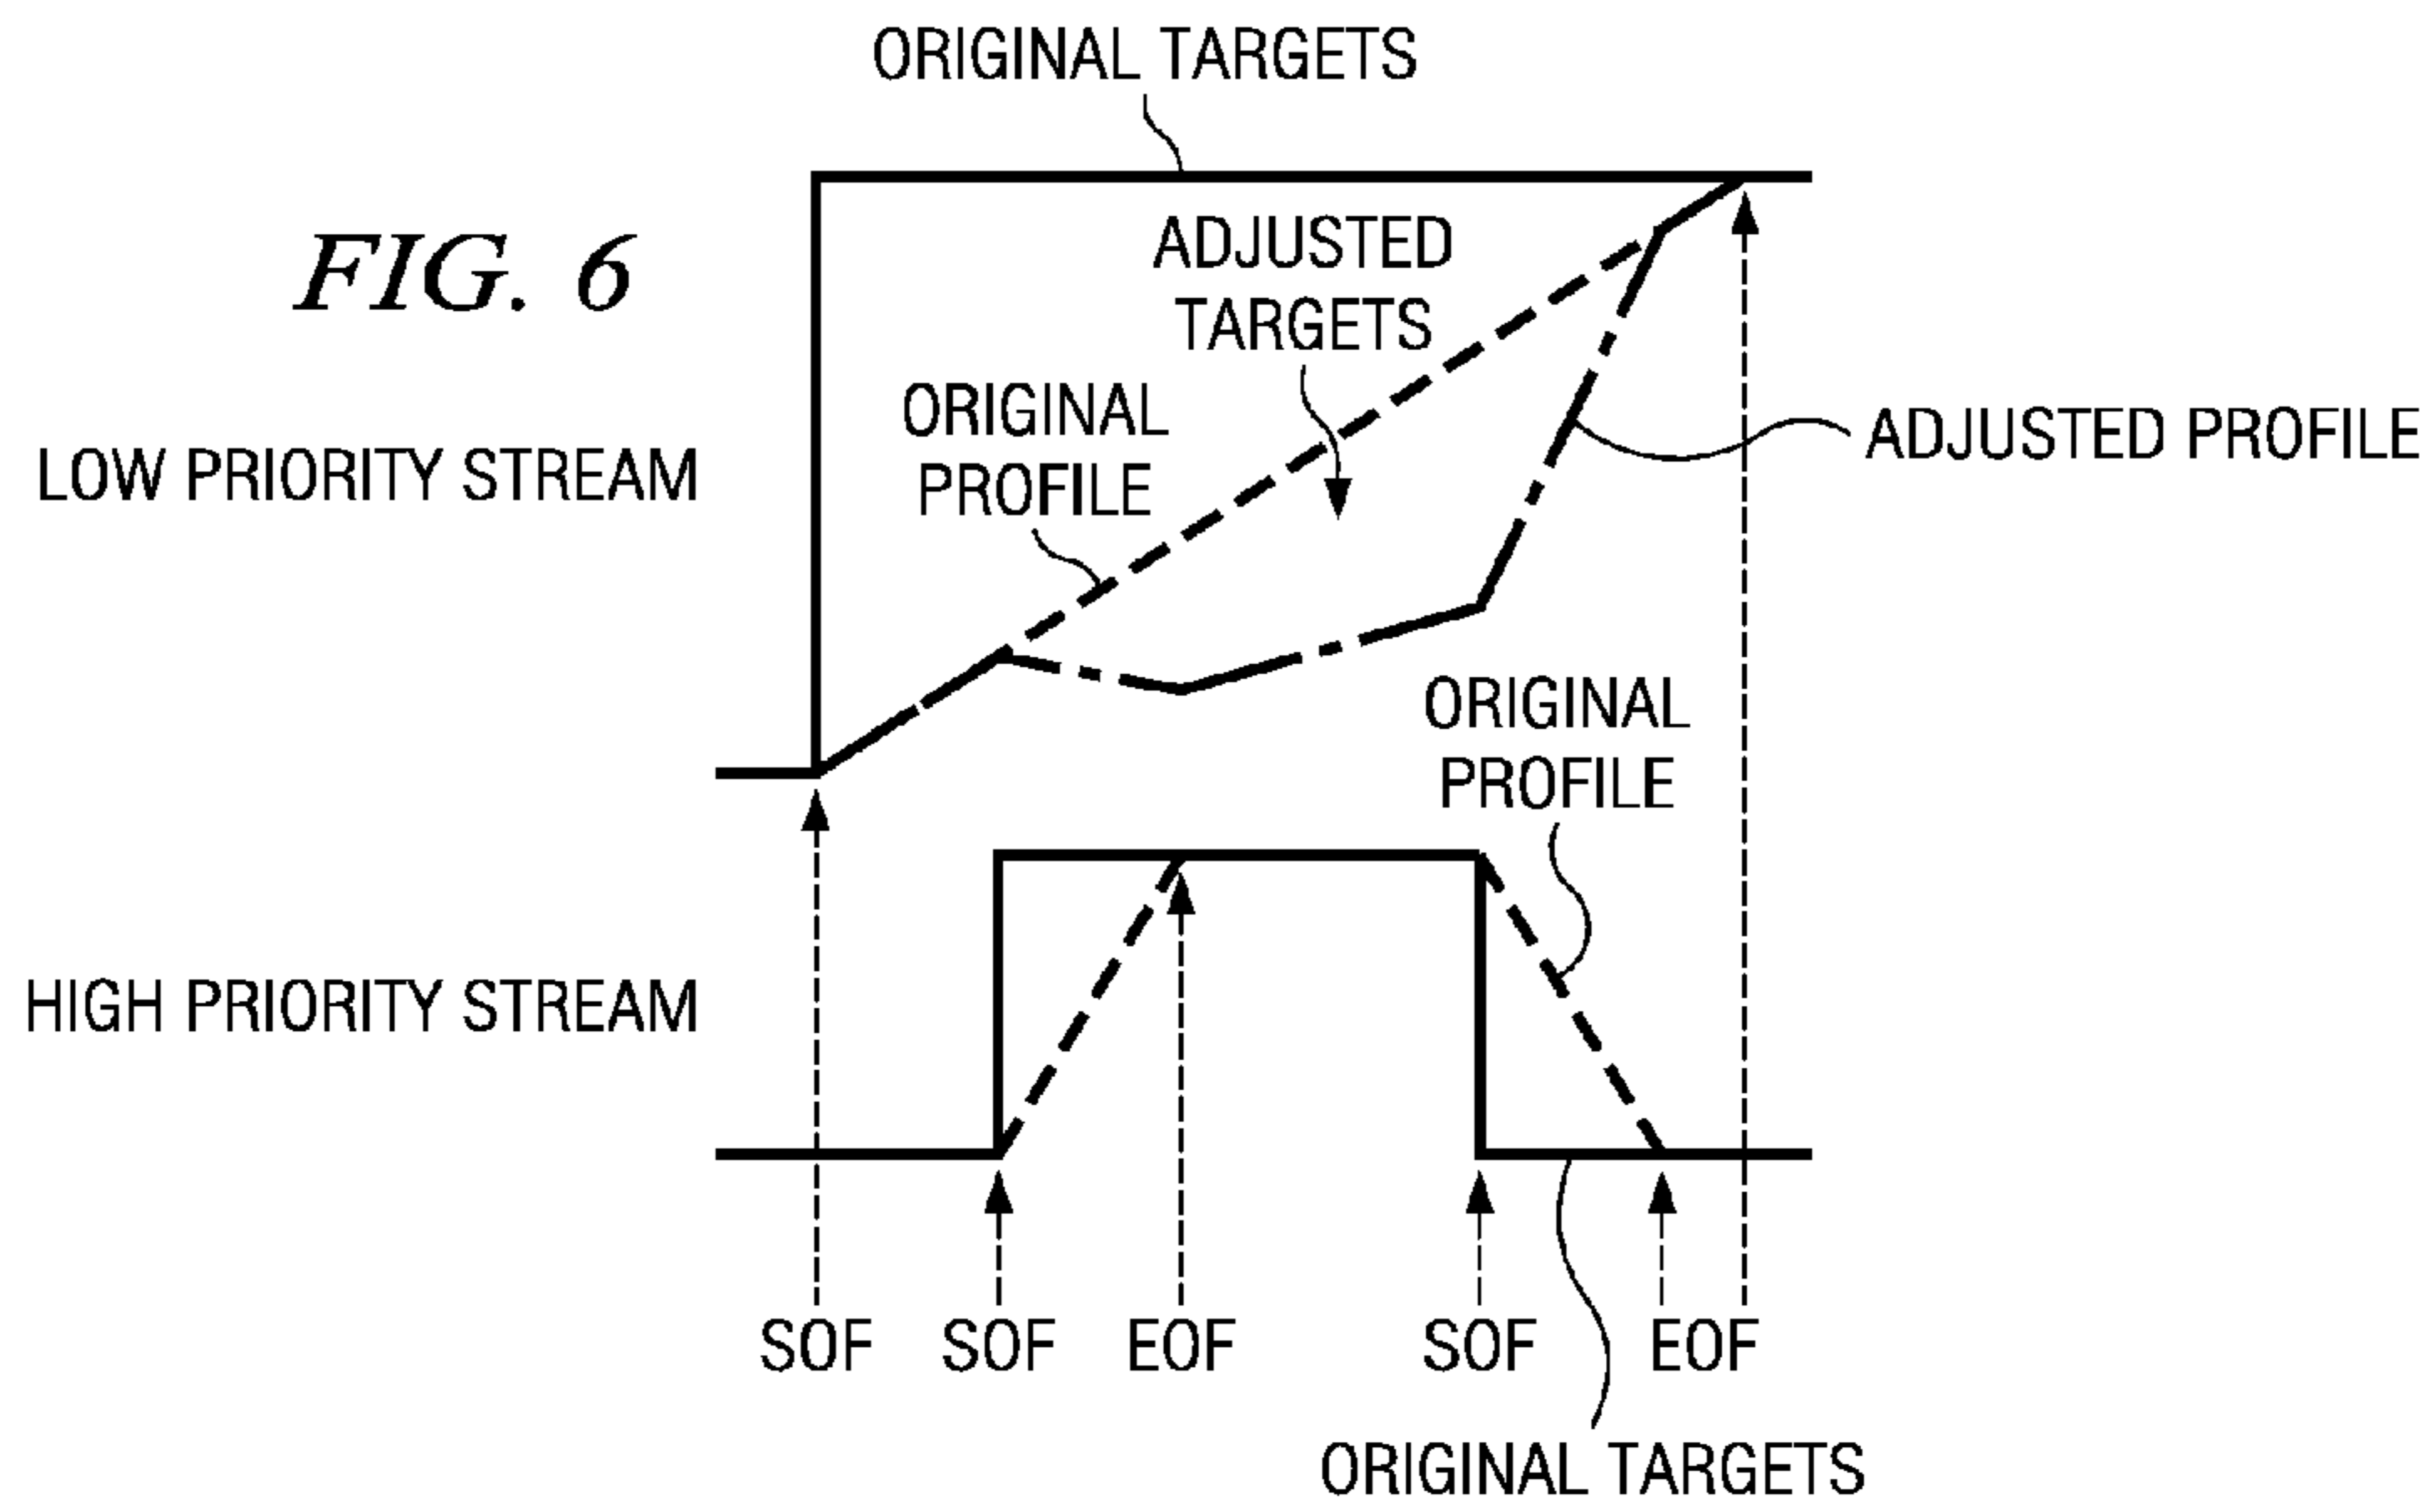 ORIGINAL TARGETS
FIG. 6
ADJUSTED
TARGETS
ORIGINAL
PROFILE
LOW PRIORITY STREAM
ADJUSTED PROFILE
ORIGINAL
PROFILE
HIGH PRIORITY STREAM
SOF
SOF
EOF
SOF
EOF
ORIGINAL TARGETS